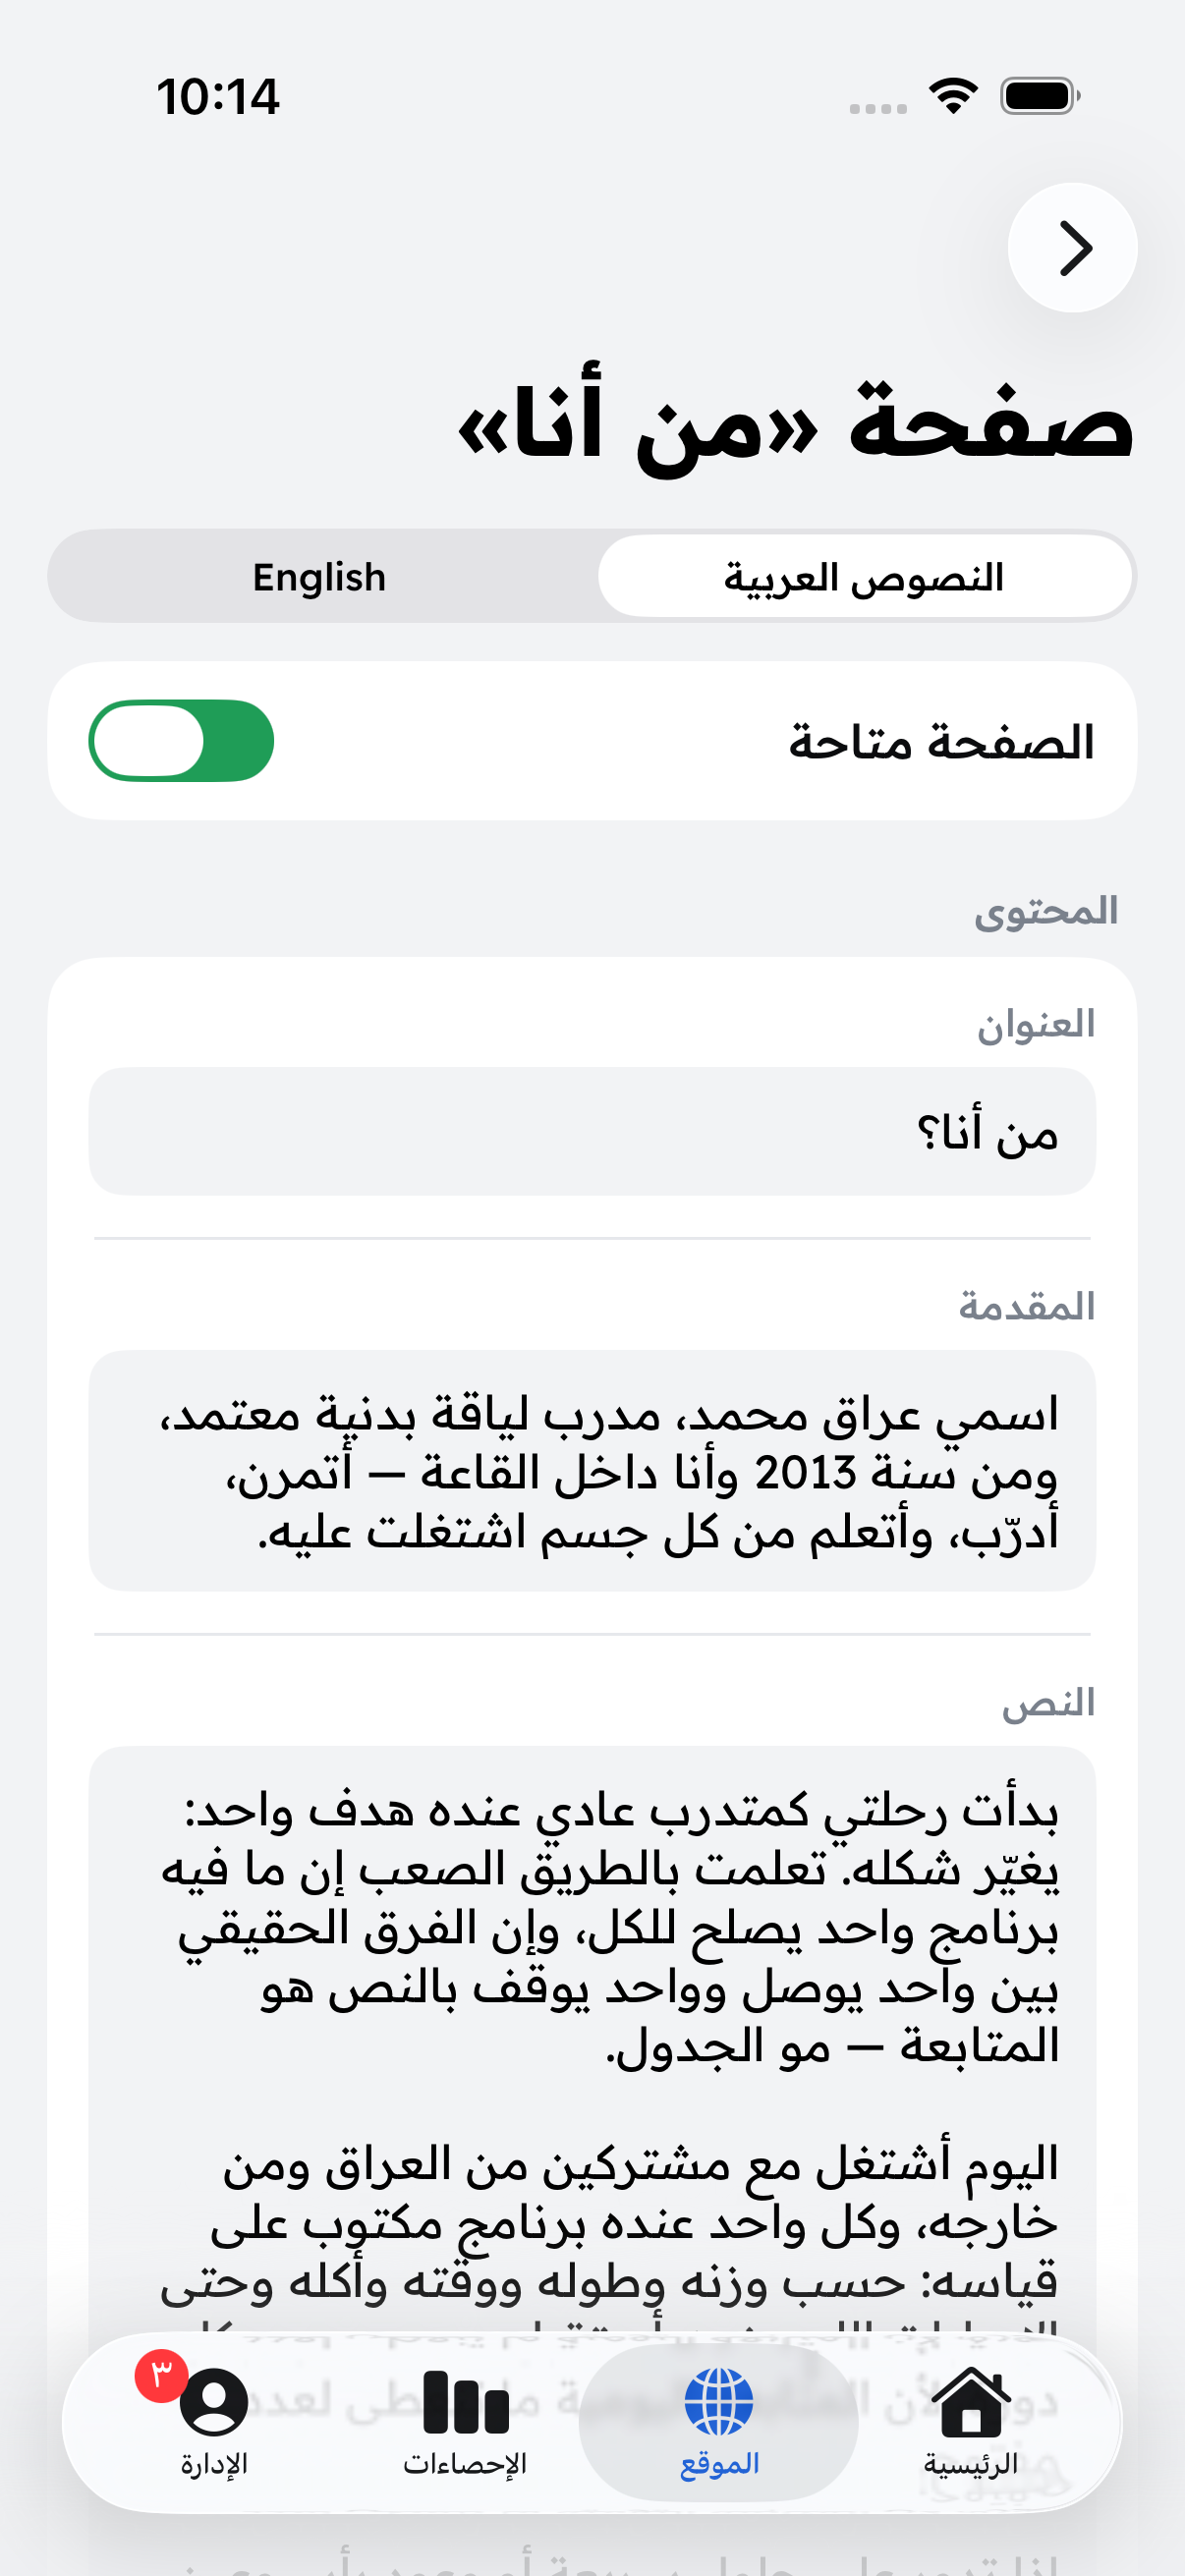 10:14
صفحة «من أنا»
النصوص العربية
English
الصفحة متاحة
المحتوى
العنوان
من أنا؟
المقدمة
اسمي عراق محمد، مدرب لياقة بدنية معتمد،
ومن سنة 2013 وأنا داخل القاعة — أتمرن،
أدرّب، وأتعلم من كل جسم اشتغلت عليه.
النص
بدأت رحلتي كمتدرب عادي عنده هدف واحد:
يغيّر شكله. تعلمت بالطريق الصعب إن ما فيه
برنامج واحد يصلح للكل، وإن الفرق الحقيقي
بين واحد يوصل وواحد يوقف بالنص هو
المتابعة — مو الجدول.
اليوم أشتغل مع مشتركين من العراق ومن
خارجه، وكل واحد عنده برنامج مكتوب على
قياسه: حسب وزنه وطوله ووقته وأكله وحتى
الرئيسية
الموقع
الإحصاءات
الإدارة
٣